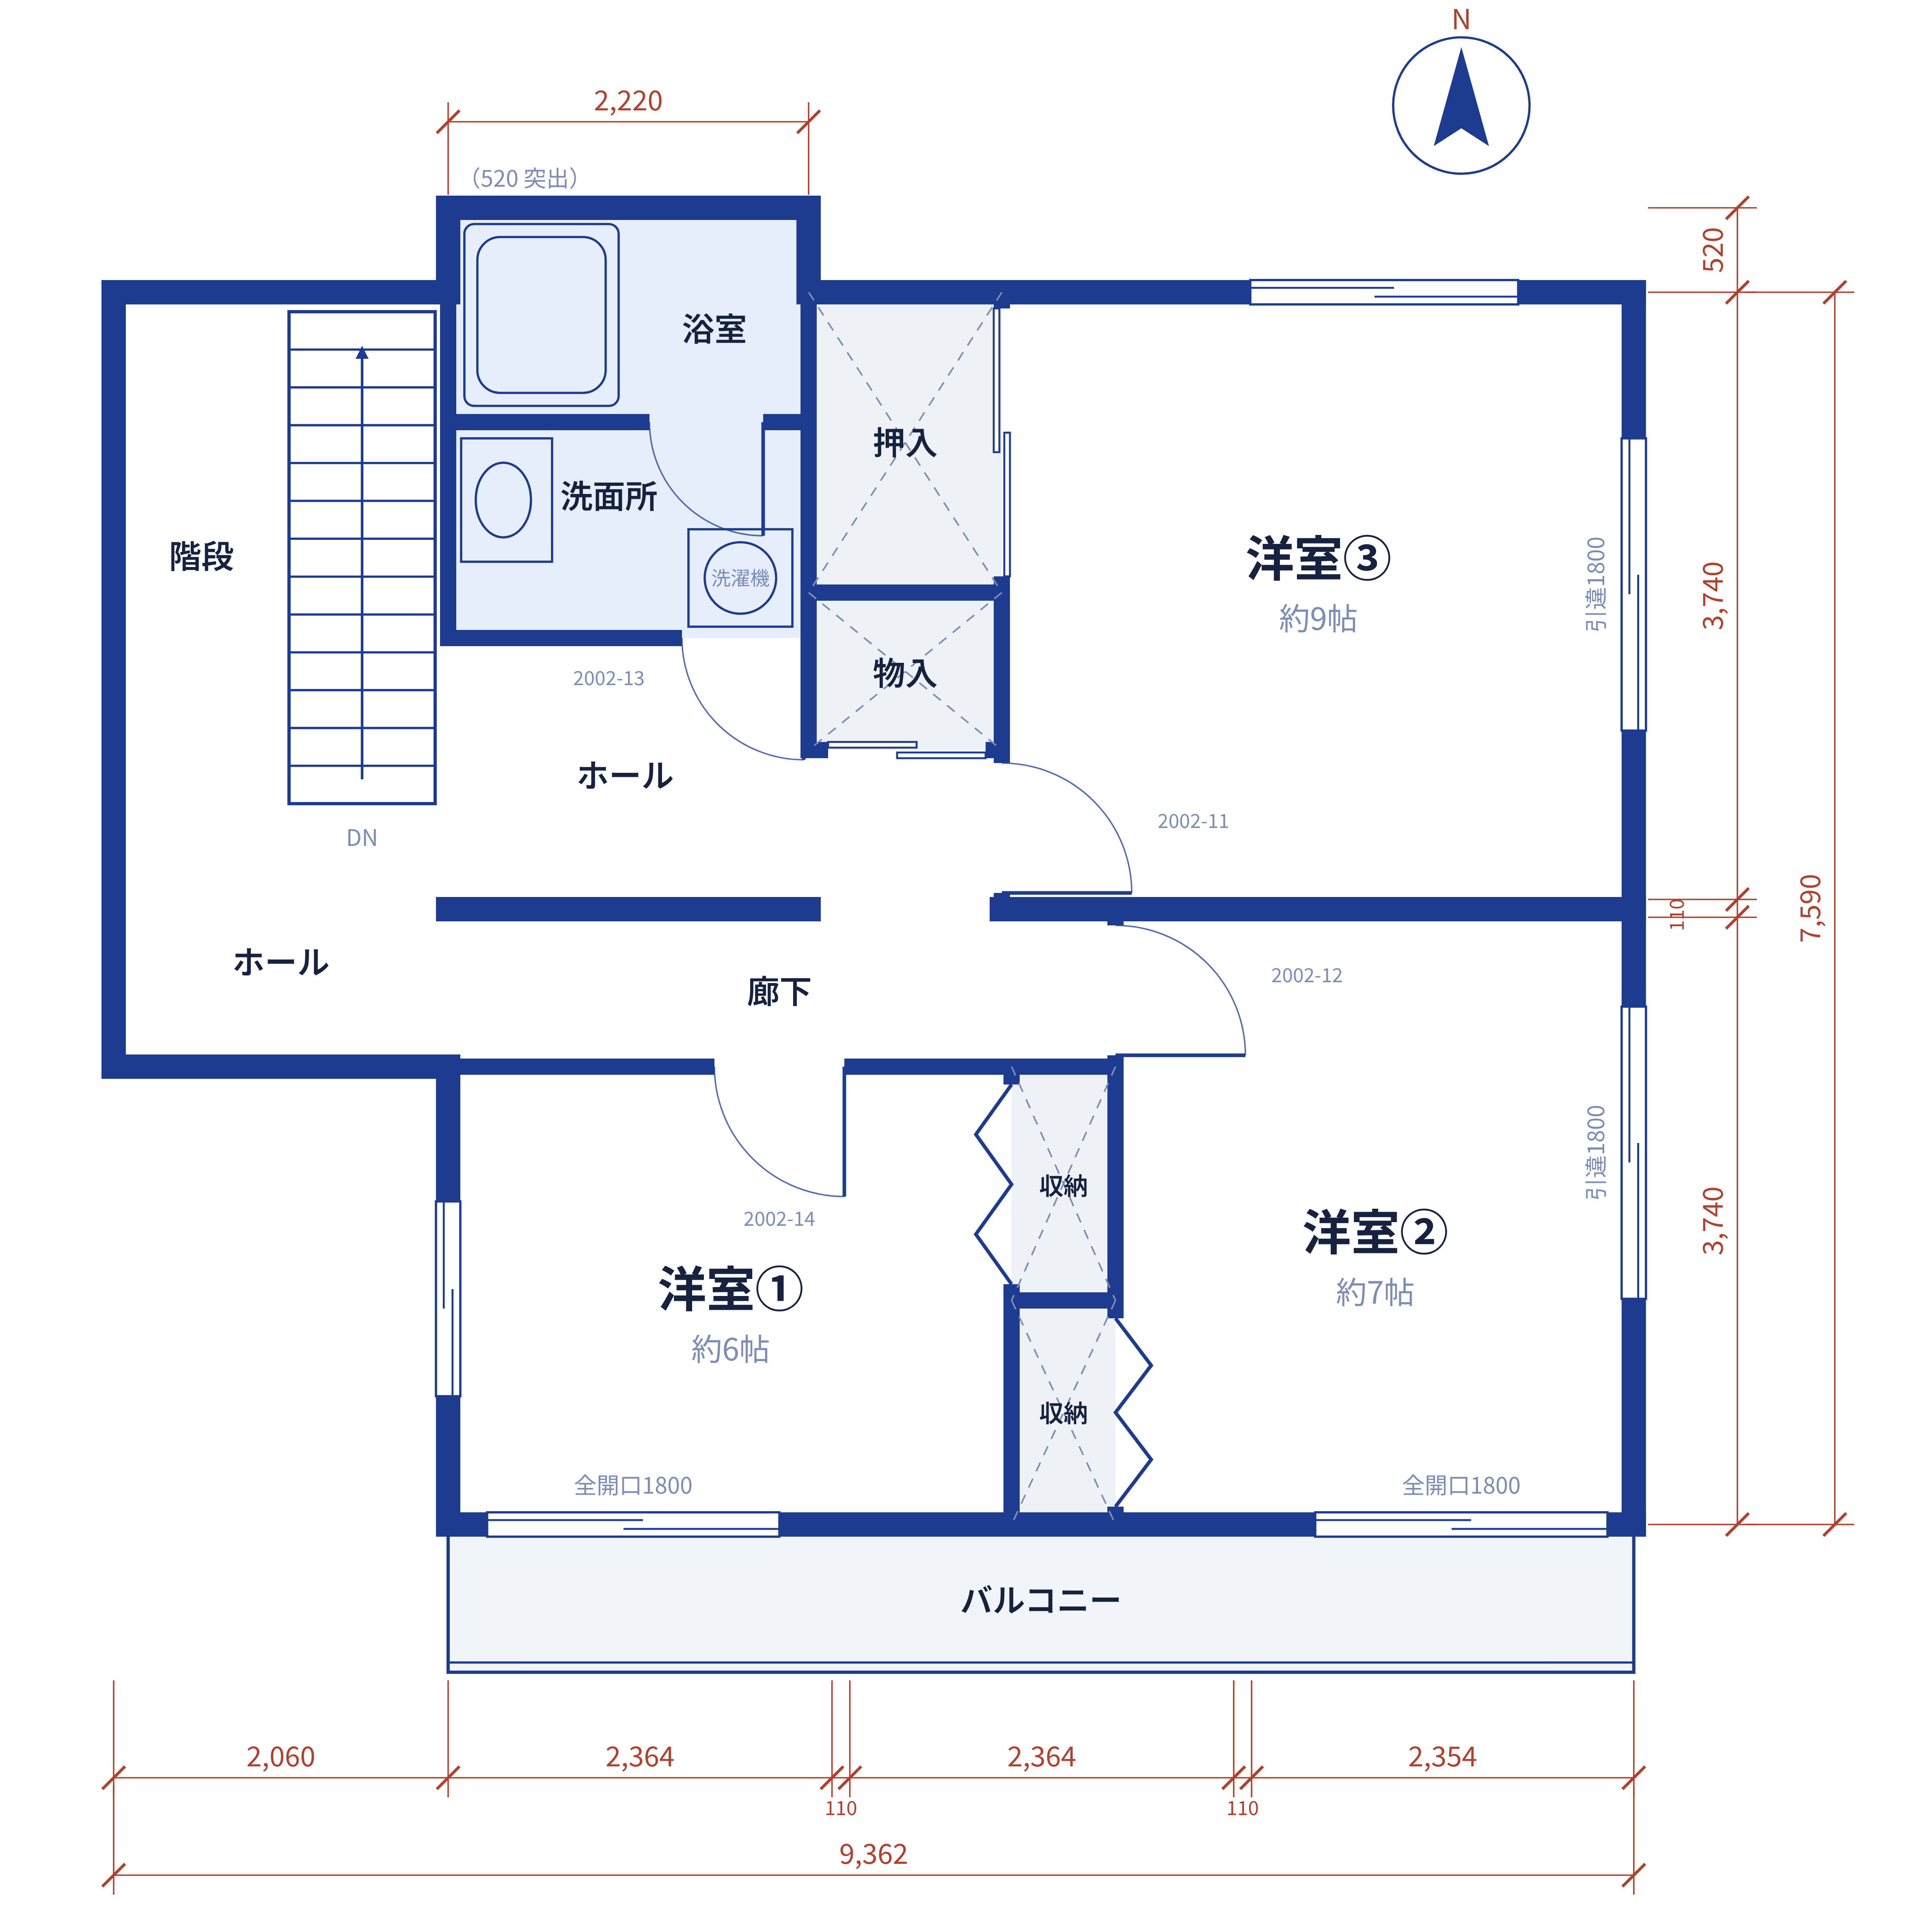 N
2,220
（520 突出）
520
浴室
押入
洗面所
洗濯機
階段
洋室③
約9帖
引違1800
3,740
物入
2002-13
ホール
2002-11
DN
110
7,590
ホール
廊下
2002-12
引違1800
収納
2002-14
3,740
洋室②
約7帖
洋室①
約6帖
収納
全開口1800
全開口1800
バルコニー
2,060
2,364
2,364
2,354
110
110
9,362